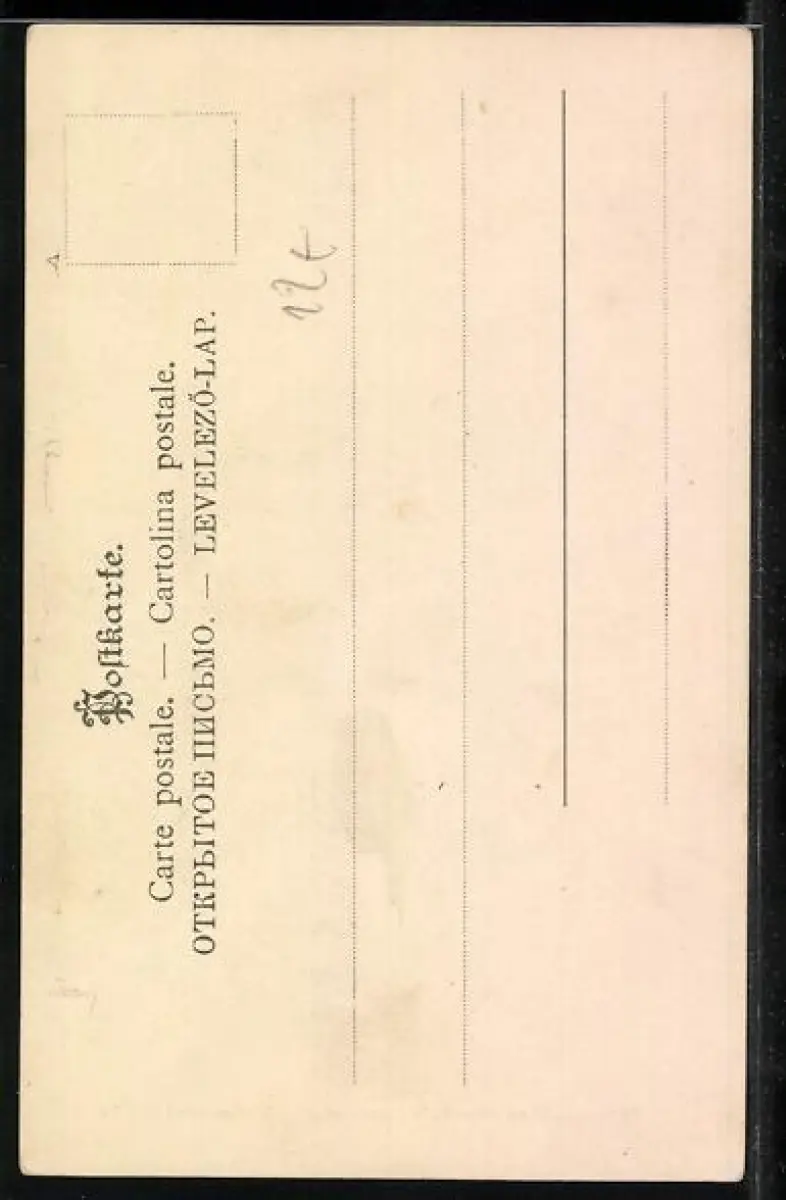 Postkarte.
Carte postale. — Cartolina postale.
ОТКРЫТОЕ ПИСЬМО. — LEVELEZŐ-LAP.